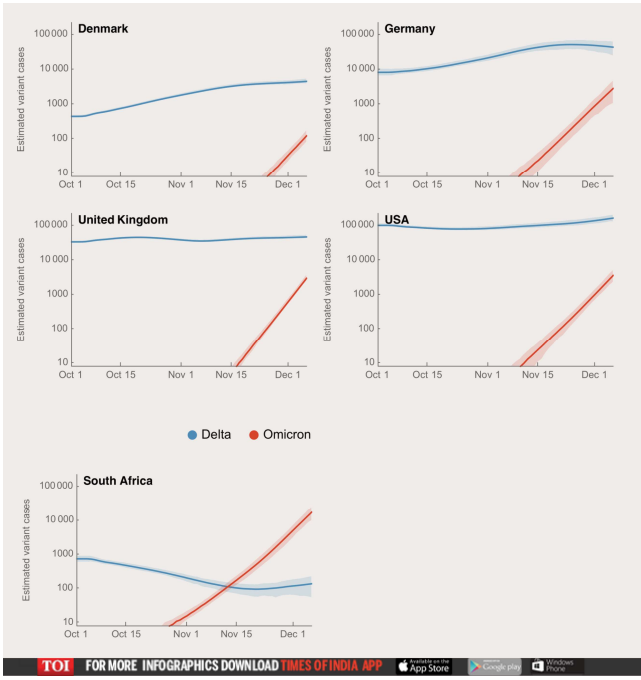 Denmark
Estimated variant cases
100 000
10 000
1000
100
10
Oct 1 Oct 15 Nov 1 Nov 15 Dec 1
Germany
Estimated variant cases
100 000
10 000
1000
100
10
Oct 1 Oct 15 Nov 1 Nov 15 Dec 1
United Kingdom
Estimated variant cases
100 000
10 000
1000
100
10
Oct 1 Oct 15 Nov 1 Nov 15 Dec 1
USA
Estimated variant cases
100 000
10 000
1000
100
10
Oct 1 Oct 15 Nov 1 Nov 15 Dec 1
Delta Omicron
South Africa
Estimated variant cases
100 000
10 000
1000
100
10
Oct 1 Oct 15 Nov 1 Nov 15 Dec 1
TOI FOR MORE INFOGRAPHICS DOWNLOAD TIMES OF INDIA APP
Available on the
App Store
Google play
Windows
Phone